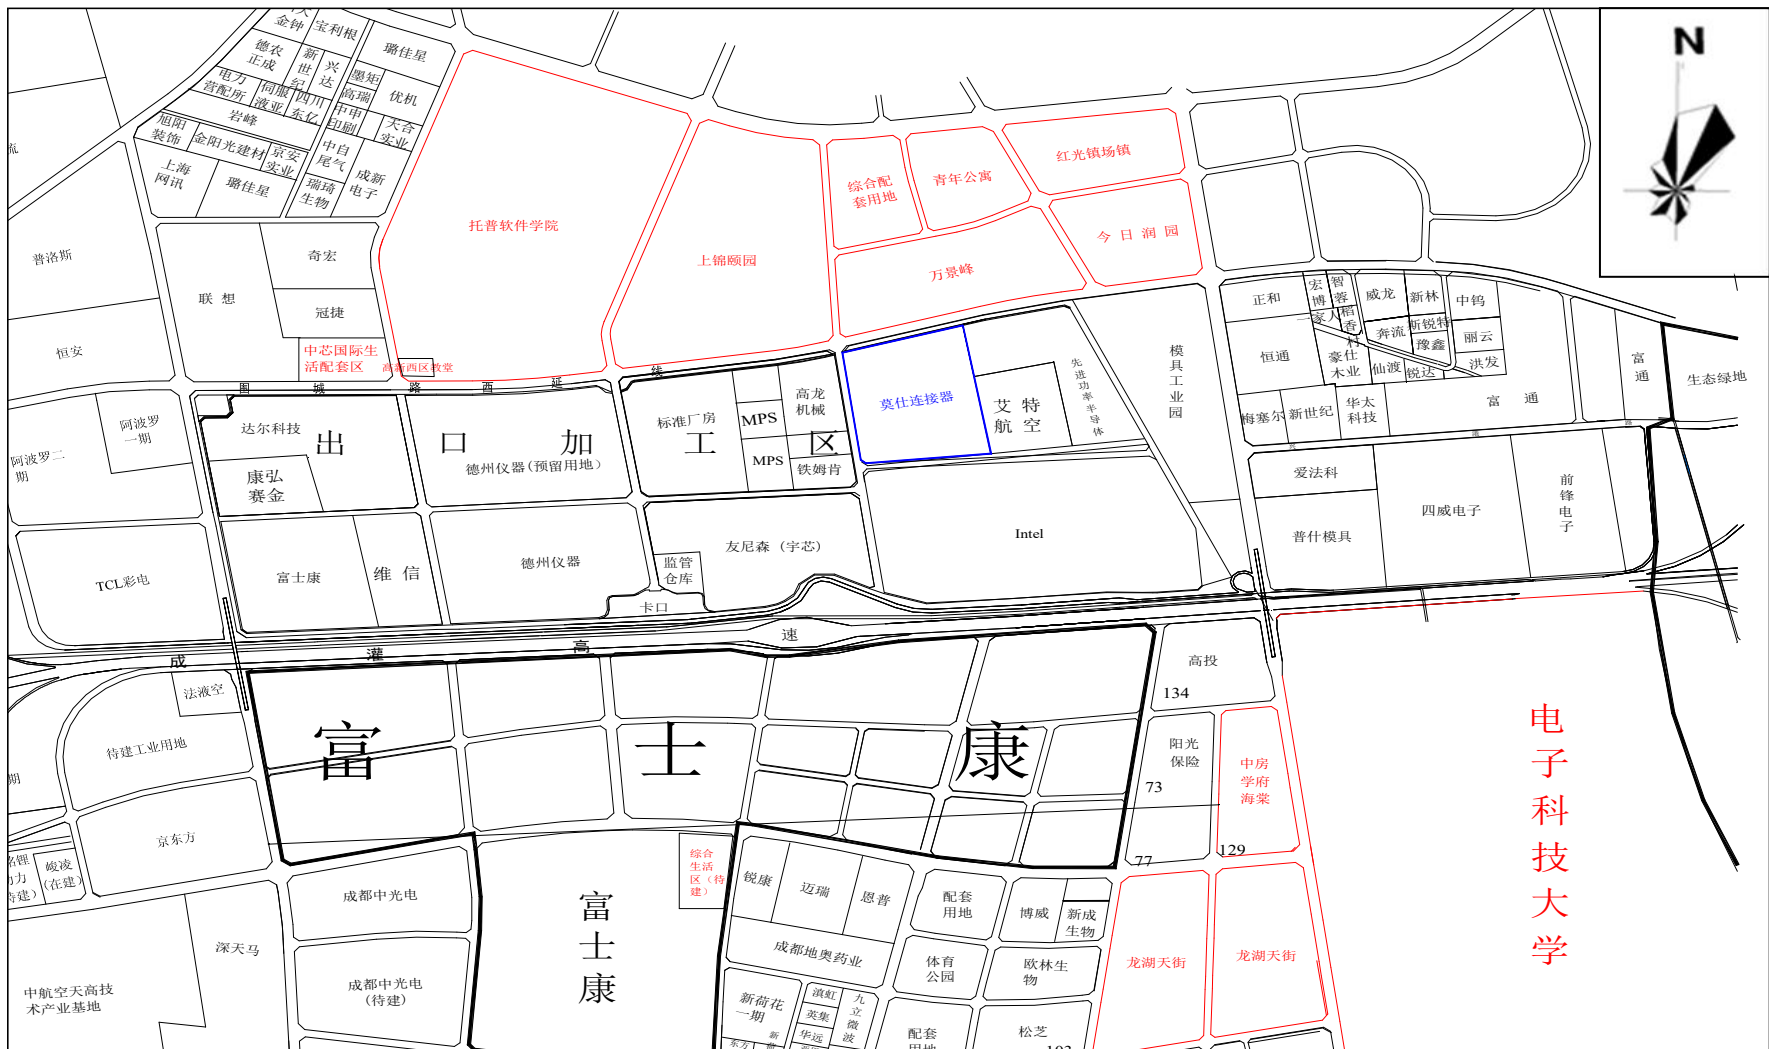 N
金钟
宝利根
德农
正成
新
世
纪
兴
达
璐佳星
电力
营配所
伺服
液亚
四川
东亿
墨矩
高瑞
优机
中申
印刷
天合
实业
岩峰
旭阳
装饰
金阳光建材
京安
实业
中自
尾气
成新
电子
上海
网讯
璐佳星
瑞琦
生物
流
普洛斯
恒安
联想
奇宏
冠捷
中芯国际生
活配套区
高新西区教堂
托普软件学院
上锦颐园
综合配
套用地
青年公寓
红光镇场镇
今日润园
万景峰
围城路西延线
阿波罗
一期
阿波罗二
期
TCL彩电
达尔科技
康弘
赛金
出口加工区
德州仪器(预留用地)
标准厂房
MPS
MPS
高龙
机械
铁姆肯
莫仕连接器
艾特
航空
先进功率半导体
模具工业园
正和
宏
博
智
蓉
威龙
新林
中钨
一家人
稻
香
村
奔流
斯锐特
豫鑫
丽云
恒通
豪仕
木业
仙渡
锐达
洪发
梅塞尔
新世纪
华太
科技
富通
富
通
生态绿地
爱法科
普什模具
四威电子
前锋电子
富士康
维信
德州仪器
友尼森（宇芯）
监管
仓库
卡口
Intel
成灌高速
法液空
待建工业用地
期
京东方
峻凌
(在建)
富士康
高投
134
阳光
保险
73
77
129
中房
学府
海棠
电子科技大学
成都中光电
成都中光电
(待建)
深天马
中航空天高技
术产业基地
富士康
综合
生活
区（待
建）
锐康
迈瑞
恩普
成都地奥药业
配套
用地
博威
新成
生物
体育
公园
欧林生
物
新荷花
一期
滇虹
英集
华远
九立微波
东方
配套
用地
松芝
龙湖天街
龙湖天街